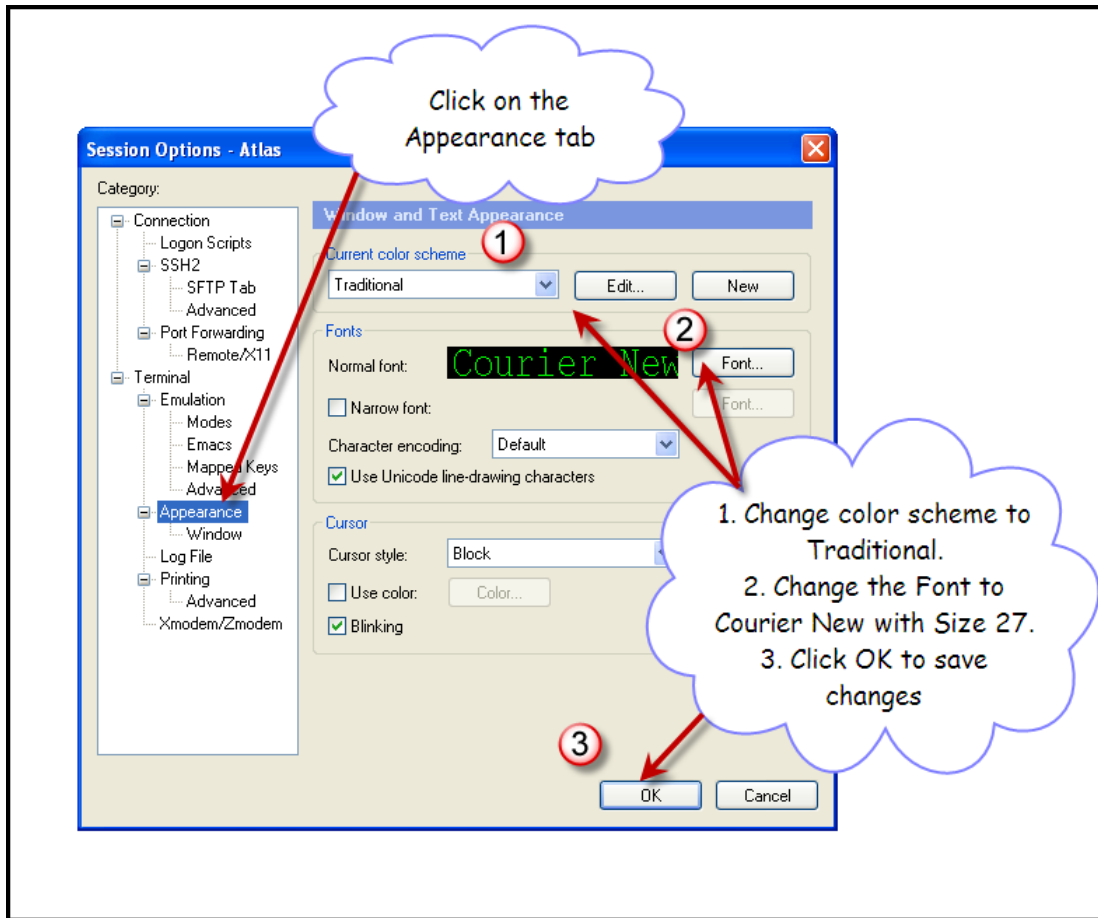 Click on the
Appearance tab
Session Options - Atlas
Category:
Connection
Logon Scripts
SSH2
SFTP Tab
Advanced
Port Forwarding
Remote/X11
Terminal
Emulation
Modes
Emacs
Mapped Keys
Advanced
Appearance
Window
Log File
Printing
Advanced
Xmodem/Zmodem
Window and Text Appearance
1
Current color scheme
Traditional Edit... New
Fonts
2
Normal font: Courier New Font...
Narrow font: Font...
Character encoding: Default
Use Unicode line-drawing characters
Cursor
Cursor style: Block
Use color: Color...
Blinking
1. Change color scheme to
Traditional.
2. Change the Font to
Courier New with Size 27.
3. Click OK to save
changes
3
OK Cancel